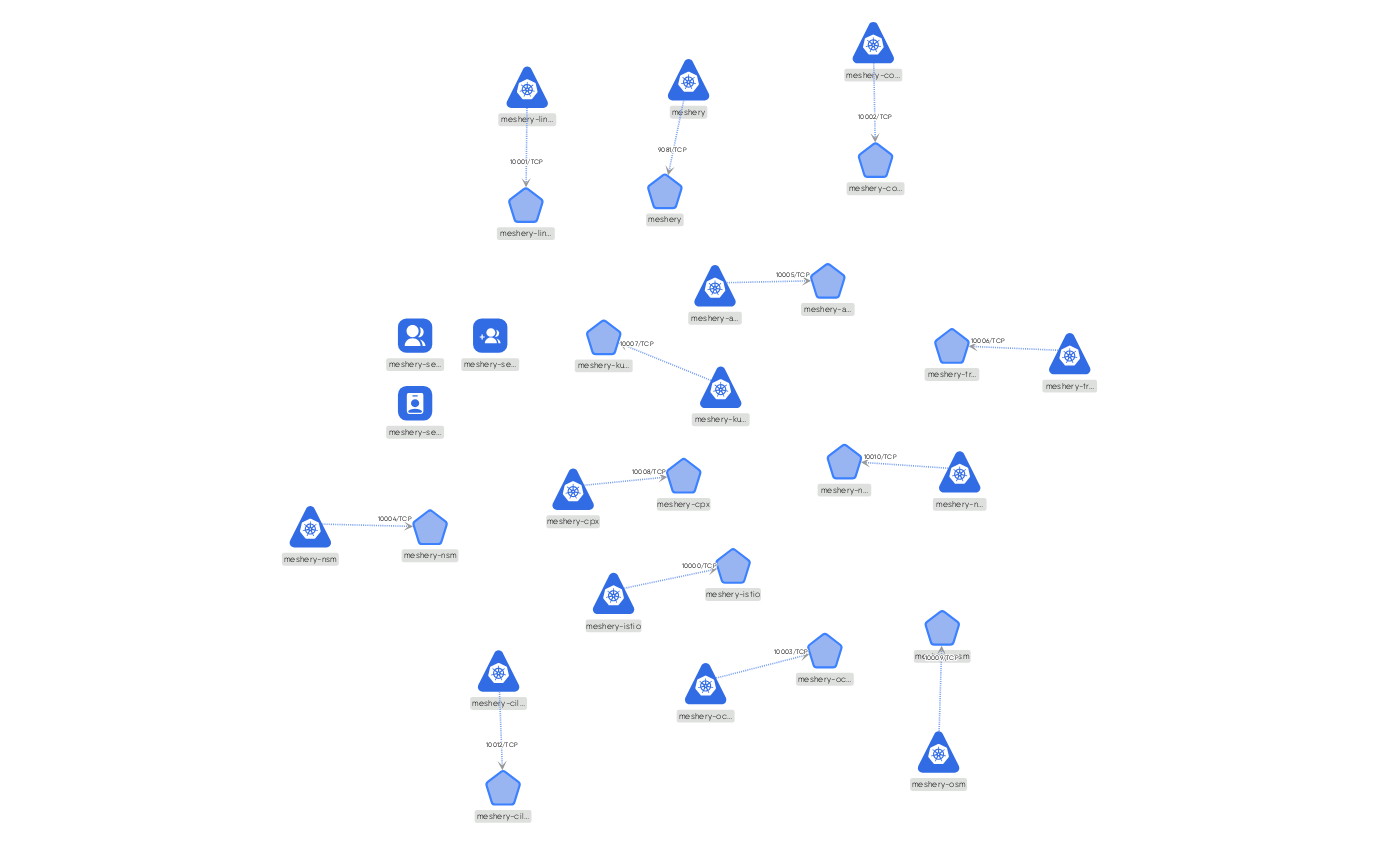 meshery-co...
10002/TCP
meshery-co...
meshery
9081/TCP
meshery
meshery-lin...
10001/TCP
meshery-lin...
10005/TCP
meshery-a...
meshery-a...
meshery-se...
meshery-se...
meshery-se...
10007/TCP
meshery-ku...
meshery-ku...
10006/TCP
meshery-tr...
meshery-tr...
10008/TCP
meshery-cpx
meshery-cpx
10010/TCP
meshery-n...
meshery-n...
10004/TCP
meshery-nsm
meshery-nsm
10000/TCP
meshery-istio
meshery-istio
10003/TCP
meshery-oc...
meshery-oc...
10009/TCP
meshery-osm
meshery-cil...
10012/TCP
meshery-cil...